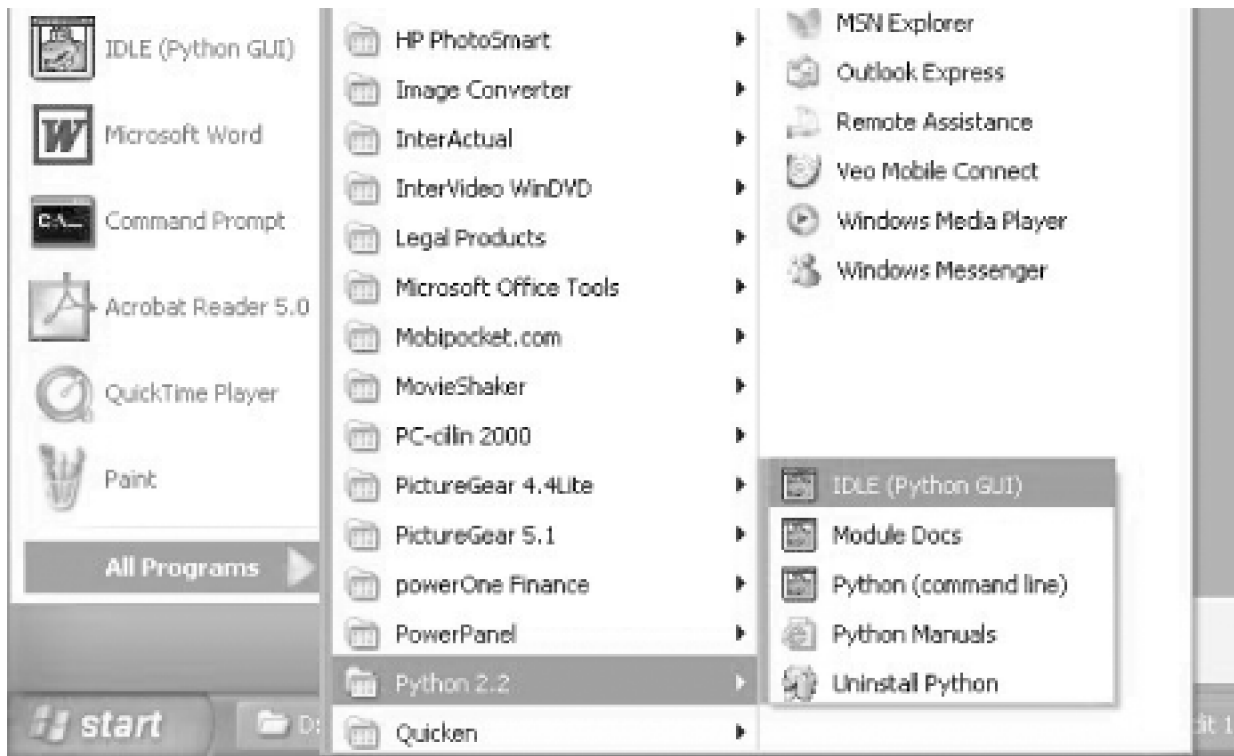 IDLE (Python GUI)
Microsoft Word
C:\_
Command Prompt
Acrobat Reader 5.0
QuickTime Player
Paint
All Programs
start
HP PhotoSmart
Image Converter
InterActual
InterVideo WinDVD
Legal Products
Microsoft Office Tools
Mobipocket.com
MovieShaker
PC-cillin 2000
PictureGear 4.4Lite
PictureGear 5.1
powerOne Finance
PowerPanel
Python 2.2
Quicken
MSN Explorer
Outlook Express
Remote Assistance
Veo Mobile Connect
Windows Media Player
Windows Messenger
IDLE (Python GUI)
Module Docs
Python (command line)
Python Manuals
Uninstall Python